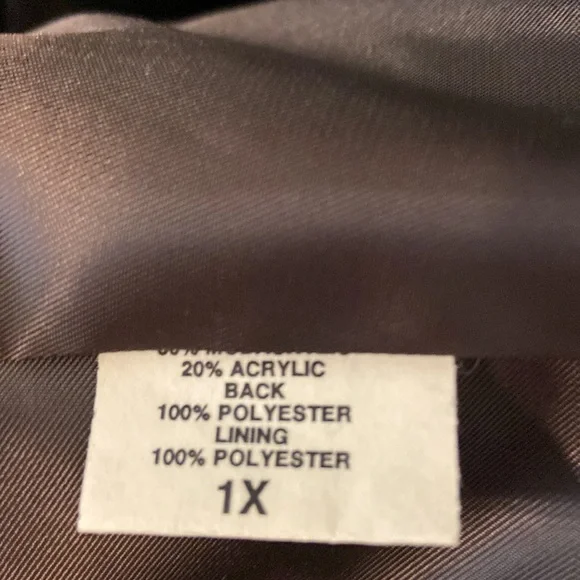 20% ACRYLIC
BACK
100% POLYESTER
LINING
100% POLYESTER
1X